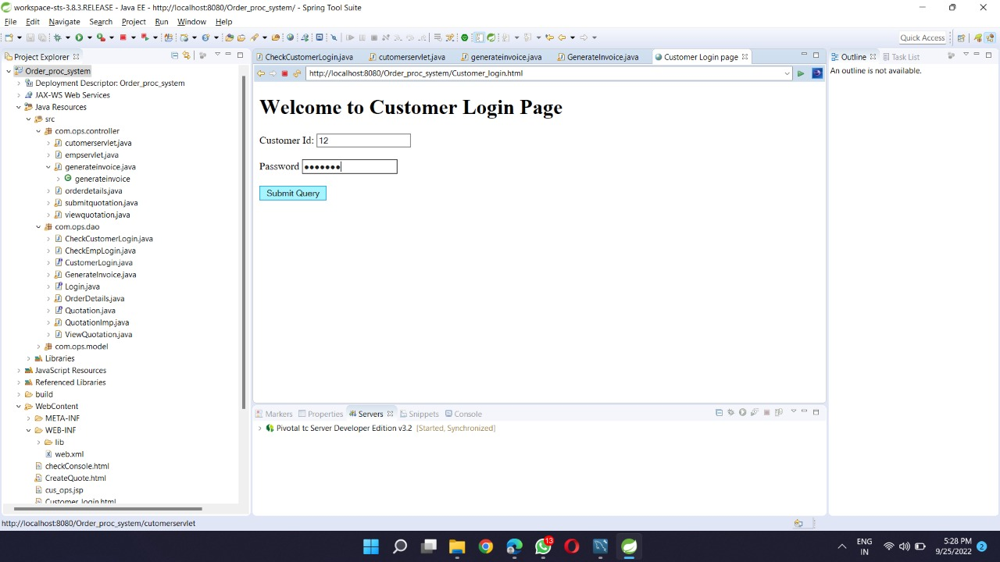 workspace-sts-3.8.3.RELEASE - Java EE - http://localhost:8080/Order_proc_system/ - Spring Tool Suite
File Edit Navigate Search Project Run Window Help
Quick Access
Project Explorer
CheckCustomerLogin.java cutomerservlet.java generateinvoice.java GenerateInvoice.java Customer Login page
Outline Task List
An outline is not available.
http://localhost:8080/Order_proc_system/Customer_login.html
Order_proc_system
Deployment Descriptor: Order_proc_system
JAX-WS Web Services
Java Resources
src
com.ops.controller
cutomerservlet.java
empservlet.java
generateinvoice.java
generateinvoice
orderdetails.java
submitquotation.java
viewquotation.java
com.ops.dao
CheckCustomerLogin.java
CheckEmpLogin.java
CustomerLogin.java
GenerateInvoice.java
Login.java
OrderDetails.java
Quotation.java
QuotationImp.java
ViewQuotation.java
com.ops.model
Libraries
JavaScript Resources
Referenced Libraries
build
WebContent
META-INF
WEB-INF
lib
web.xml
checkConsole.html
CreateQuote.html
cus_ops.jsp
Customer_login.html
Welcome to Customer Login Page
Customer Id: 12
Password •••••••
Submit Query
Markers Properties Servers Snippets Console
Pivotal tc Server Developer Edition v3.2 [Started, Synchronized]
http://localhost:8080/Order_proc_system/cutomerservlet
13
ENG
IN
5:28 PM
9/25/2022
2